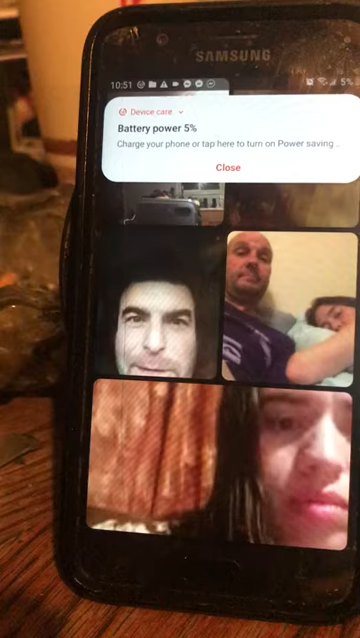 SAMSUNG
10:51
Device care
Battery power 5%
Charge your phone or tap here to turn on Power saving ..
Close